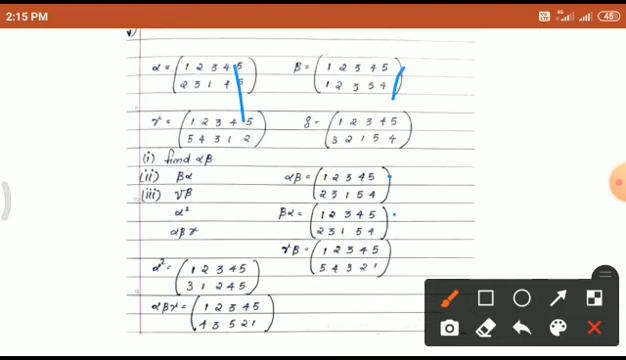 2:15 PM
45
v)
α = ( 1 2 3 4 5 β = ( 1 2 3 4 5
2 3 1 4 5 ) 1 2 3 5 4 )
γ = ( 1 2 3 4 5 δ = ( 1 2 3 4 5
5 4 3 1 2 ) 3 2 1 5 4 )
(i) find αβ
(ii) βα αβ = ( 1 2 3 4 5
(iii) γβ 2 3 1 5 4 )
α² βα = ( 1 2 3 4 5
αβγ 2 3 1 5 4 )
γβ = ( 1 2 3 4 5
5 4 3 2 1 )
α² = ( 1 2 3 4 5
3 1 2 4 5 )
αβγ = ( 1 2 3 4 5
4 3 5 2 1 )